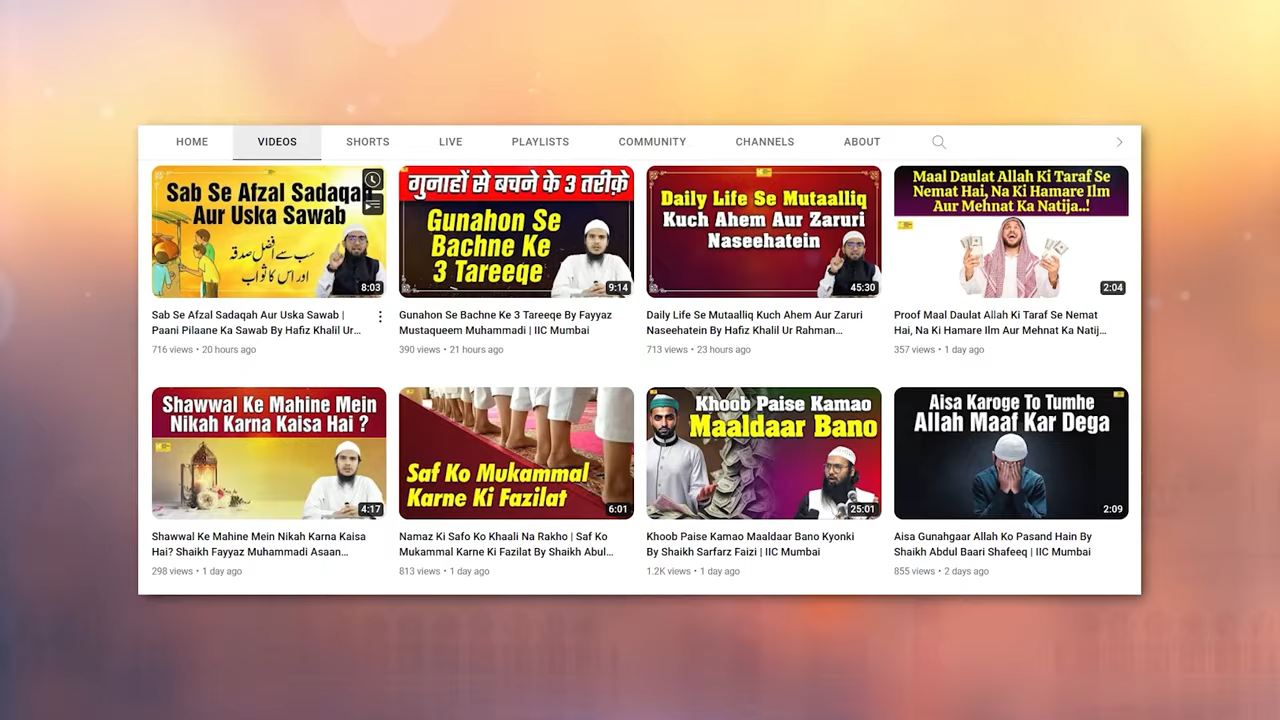 HOME VIDEOS SHORTS LIVE PLAYLISTS COMMUNITY CHANNELS ABOUT
Sab Se Afzal Sadaqah
Aur Uska Sawab
سب سے افضل صدقہ
اور اس کا ثواب
8:03
Sab Se Afzal Sadaqah Aur Uska Sawab |
Paani Pilaane Ka Sawab By Hafiz Khalil Ur...
716 views • 20 hours ago
गुनाहों से बचने के 3 तरीक़े
Gunahon Se
Bachne Ke
3 Tareeqe
9:14
Gunahon Se Bachne Ke 3 Tareeqe By Fayyaz
Mustaqueem Muhammadi | IIC Mumbai
390 views • 21 hours ago
Daily Life Se Mutaalliq
Kuch Ahem Aur Zaruri
Naseehatein
45:30
Daily Life Se Mutaalliq Kuch Ahem Aur Zaruri
Naseehatein By Hafiz Khalil Ur Rahman...
713 views • 23 hours ago
Maal Daulat Allah Ki Taraf Se
Nemat Hai, Na Ki Hamare Ilm
Aur Mehnat Ka Natija..!
2:04
Proof Maal Daulat Allah Ki Taraf Se Nemat
Hai, Na Ki Hamare Ilm Aur Mehnat Ka Natij...
357 views • 1 day ago
Shawwal Ke Mahine Mein
Nikah Karna Kaisa Hai ?
4:17
Shawwal Ke Mahine Mein Nikah Karna Kaisa
Hai? Shaikh Fayyaz Muhammadi Asaan...
298 views • 1 day ago
Saf Ko Mukammal
Karne Ki Fazilat
6:01
Namaz Ki Safo Ko Khaali Na Rakho | Saf Ko
Mukammal Karne Ki Fazilat By Shaikh Abul...
813 views • 1 day ago
Khoob Paise Kamao
Maaldaar Bano
25:01
Khoob Paise Kamao Maaldaar Bano Kyonki
By Shaikh Sarfarz Faizi | IIC Mumbai
1.2K views • 1 day ago
Aisa Karoge To Tumhe
Allah Maaf Kar Dega
2:09
Aisa Gunahgaar Allah Ko Pasand Hain By
Shaikh Abdul Baari Shafeeq | IIC Mumbai
855 views • 2 days ago